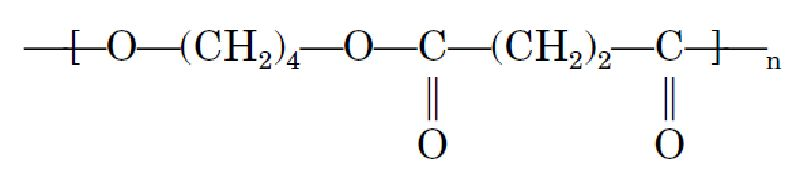 —[—O—(CH₂)₄—O—C—(CH₂)₂—C—]—n
‖ ‖
O O